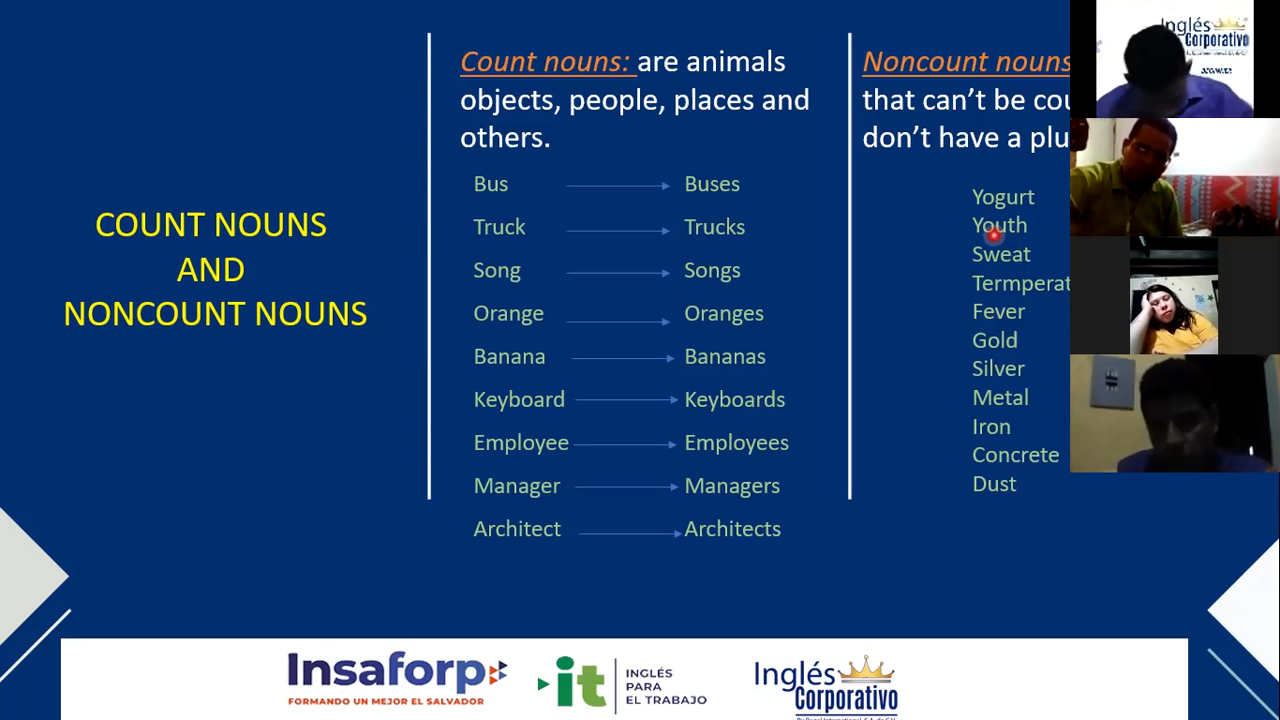 COUNT NOUNS
AND
NONCOUNT NOUNS
Count nouns: are animals
objects, people, places and
others.
Bus Buses
Truck Trucks
Song Songs
Orange Oranges
Banana Bananas
Keyboard Keyboards
Employee Employees
Manager Managers
Architect Architects
Noncount nouns
that can’t be
don’t have a
Yogurt
Youth
Sweat
Fever
Gold
Silver
Metal
Iron
Concrete
Dust
Inglés
Corporativo
Insaforp
FORMANDO UN MEJOR EL SALVADOR
it
INGLÉS
PARA
EL TRABAJO
Inglés
Corporativo